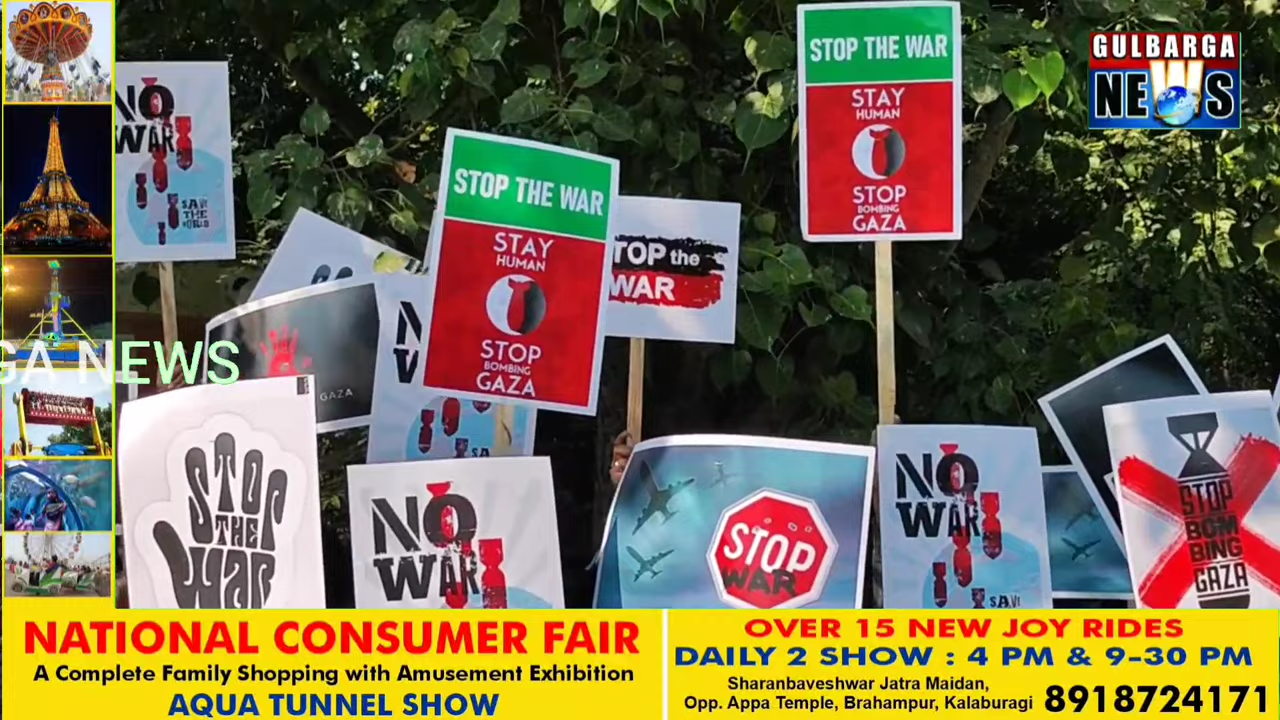 GULBARGA
NEWS
STOP THE WAR
STAY
HUMAN
STOP
BOMBING
GAZA
NO
WAR
SAVE
THE
WORLD
STOP THE WAR
STAY
HUMAN
STOP
BOMBING
GAZA
TOP the
WAR
GA NEWS
GAZA
STOP
THE
WAR
NO
WAR
STOP
WAR
NO
WAR
SAVE
STOP
BOM
BING
GAZA
NATIONAL CONSUMER FAIR
A Complete Family Shopping with Amusement Exhibition
AQUA TUNNEL SHOW
OVER 15 NEW JOY RIDES
DAILY 2 SHOW : 4 PM & 9-30 PM
Sharanbaveshwar Jatra Maidan,
Opp. Appa Temple, Brahampur, Kalaburagi 8918724171